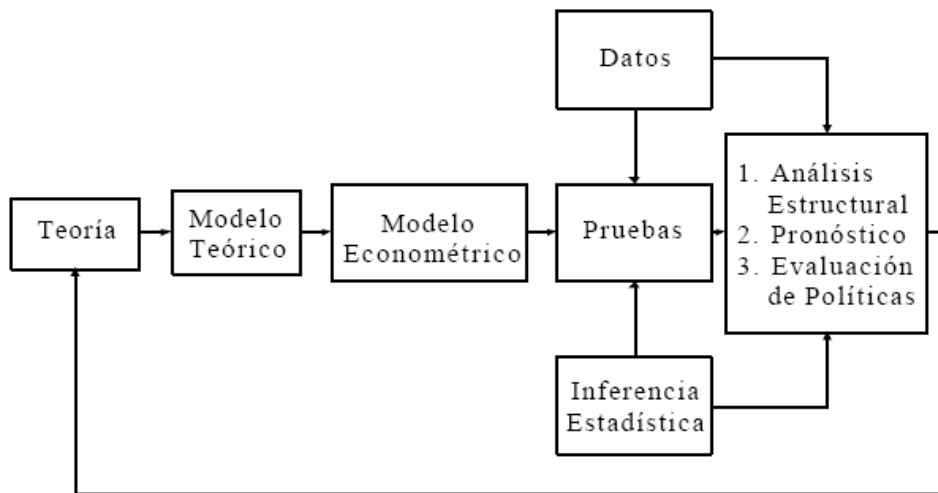 Datos
Teoría
Modelo
Teórico
Modelo
Econométrico
Pruebas
1. Análisis
Estructural
2. Pronóstico
3. Evaluación
de Políticas
Inferencia
Estadística